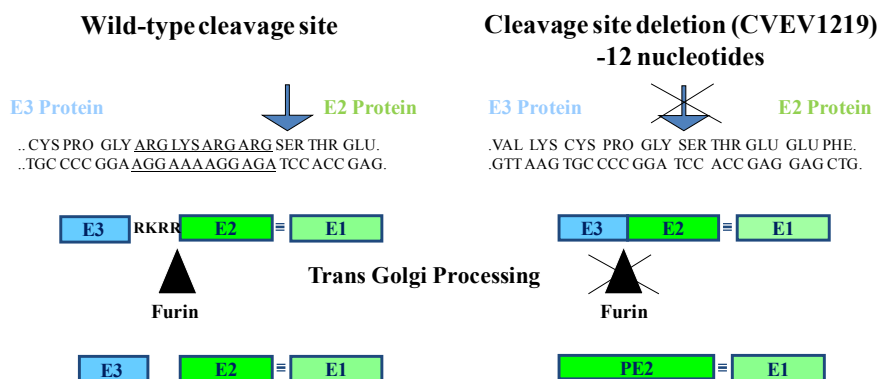 Wild-type cleavage site
Cleavage site deletion (CVEV1219)
-12 nucleotides
E3 Protein
E2 Protein
E3 Protein
E2 Protein
..CYS PRO GLY ARG LYS ARG ARG SER THR GLU.
..TGC CCC GGA AGG AAA AGG AGA TCC ACC GAG.
.VAL LYS CYS PRO GLY SER THR GLU GLU PHE.
.GTT AAG TGC CCC GGA TCC ACC GAG GAG CTG.
E3 RKRR E2 ≡ E1
E3 E2 ≡ E1
Trans Golgi Processing
Furin
Furin
E3 E2 ≡ E1
PE2 ≡ E1